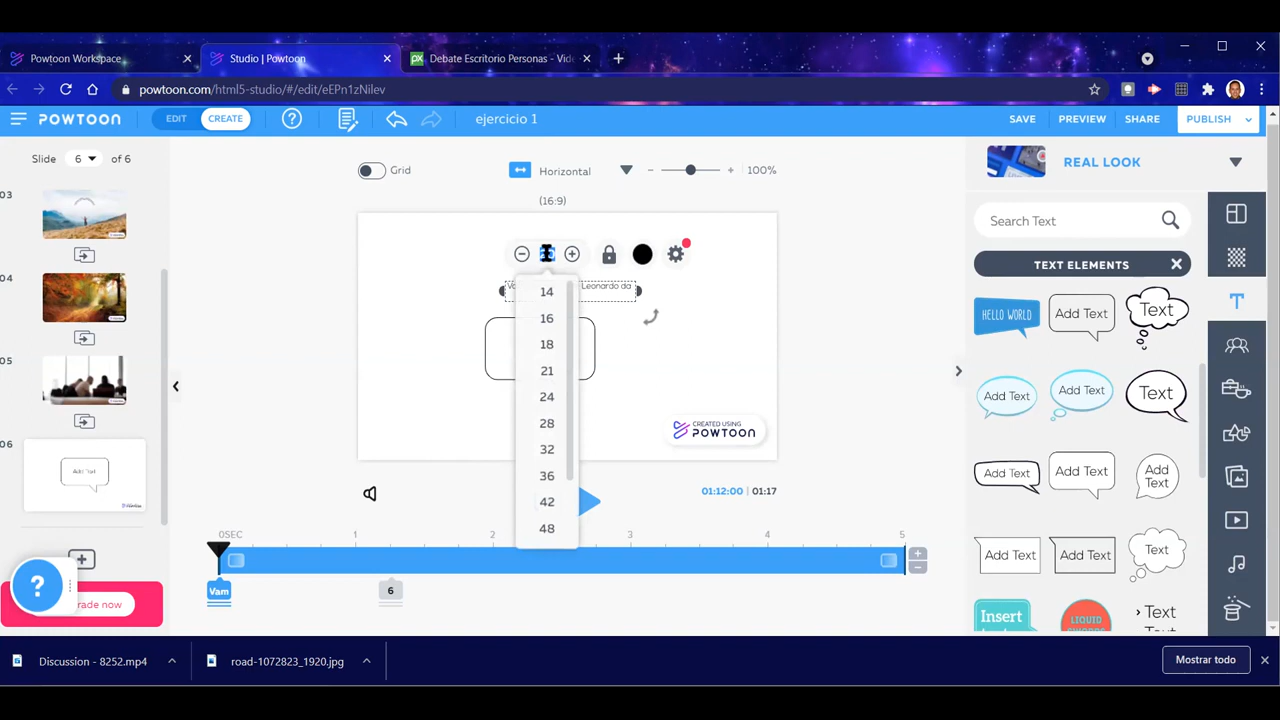 Powtoon Workspace
Studio | Powtoon
Debate Escritorio Personas - Vide
powtoon.com/html5-studio/#/edit/eEPn1zNilev
POWTOON
EDIT
CREATE
ejercicio 1
SAVE
PREVIEW
SHARE
PUBLISH
Slide 6 of 6
Grid
Horizontal
(16:9)
100%
REAL LOOK
Search Text
TEXT ELEMENTS
03
04
05
06
Add Text
Leonardo da
14
16
18
21
24
28
32
36
42
48
CREATED USING
POWTOON
01:12:00 | 01:17
0SEC
1
2
3
4
5
Vam
6
rade now
HELLO WORLD
Add Text
Text
Add Text
Add Text
Text
Add Text
Add Text
Add
Text
Add Text
Add Text
Text
Insert
LIQUID
Text
Discussion - 8252.mp4
road-1072823_1920.jpg
Mostrar todo